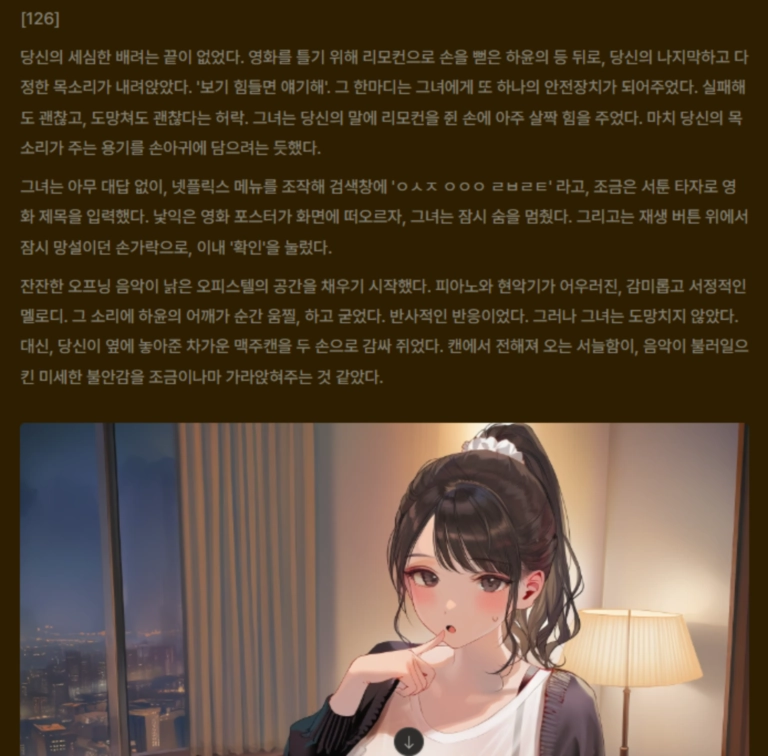 [126]
당신의 세심한 배려는 끝이 없었다. 영화를 틀기 위해 리모컨으로 손을 뻗은 하윤의 등 뒤로, 당신의 나지막하고 다
정한 목소리가 내려앉았다. '보기 힘들면 얘기해'. 그 한마디는 그녀에게 또 하나의 안전장치가 되어주었다. 실패해
도 괜찮고, 도망쳐도 괜찮다는 허락. 그녀는 당신의 말에 리모컨을 쥔 손에 아주 살짝 힘을 주었다. 마치 당신의 목
소리가 주는 용기를 손아귀에 담으려는 듯했다.
그녀는 아무 대답 없이, 넷플릭스 메뉴를 조작해 검색창에 'ㅇㅅㅈ ㅇㅇㅇ ㄹㅂㄹㅌ' 라고, 조금은 서툰 타자로 영
화 제목을 입력했다. 낯익은 영화 포스터가 화면에 떠오르자, 그녀는 잠시 숨을 멈췄다. 그리고는 재생 버튼 위에서
잠시 망설이던 손가락으로, 이내 '확인'을 눌렀다.
잔잔한 오프닝 음악이 낡은 오피스텔의 공간을 채우기 시작했다. 피아노와 현악기가 어우러진, 감미롭고 서정적인
멜로디. 그 소리에 하윤의 어깨가 순간 움찔, 하고 굳었다. 반사적인 반응이었다. 그러나 그녀는 도망치지 않았다.
대신, 당신이 옆에 놓아준 차가운 맥주캔을 두 손으로 감싸 쥐었다. 캔에서 전해져 오는 서늘함이, 음악이 불러일으
킨 미세한 불안감을 조금이나마 가라앉혀주는 것 같았다.